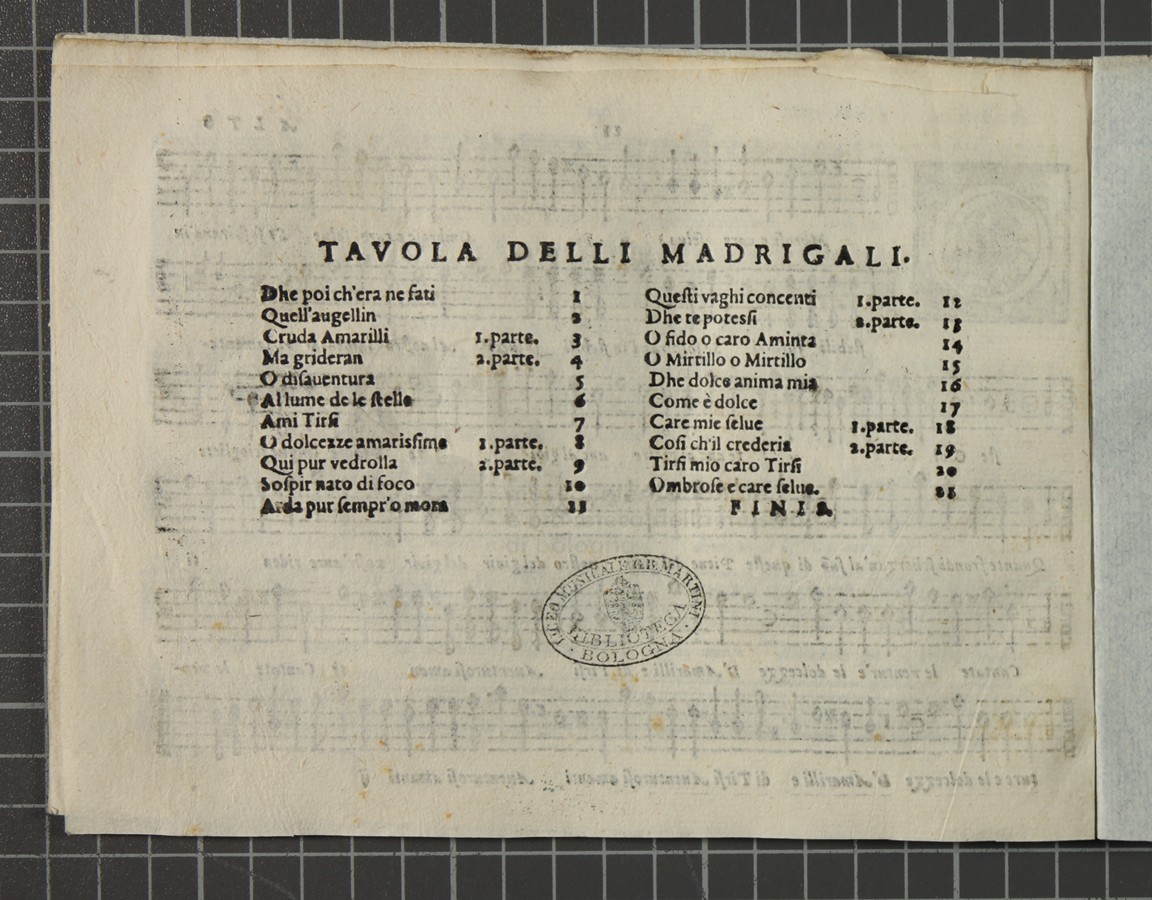 TAVOLA DELLI MADRIGALI.
Dhe poi ch'era ne fati 1
Quell'augellin 2
Cruda Amarilli 1.parte. 3
Ma grideran 2.parte. 4
O disauentura 5
Al lume de le stelle 6
Ami Tirsi 7
O dolcezze amarissime 1.parte. 8
Qui pur vedrolla 2.parte. 9
Sospir nato di foco 10
Arda pur sempr'o mora 11
Questi vaghi concenti 1.parte. 12
Dhe te potessi 2.parte. 13
O fido o caro Aminta 14
O Mirtillo o Mirtillo 15
Dhe dolce anima mia 16
Come è dolce 17
Care mie selue 1.parte. 18
Cosi ch'il crederia 2.parte. 19
Tirsi mio caro Tirsi 20
Ombrose e care selue. 21
FINIS.
LICEO MUSICALE G.B. MARTINI
BIBLIOTECA
· BOLOGNA ·